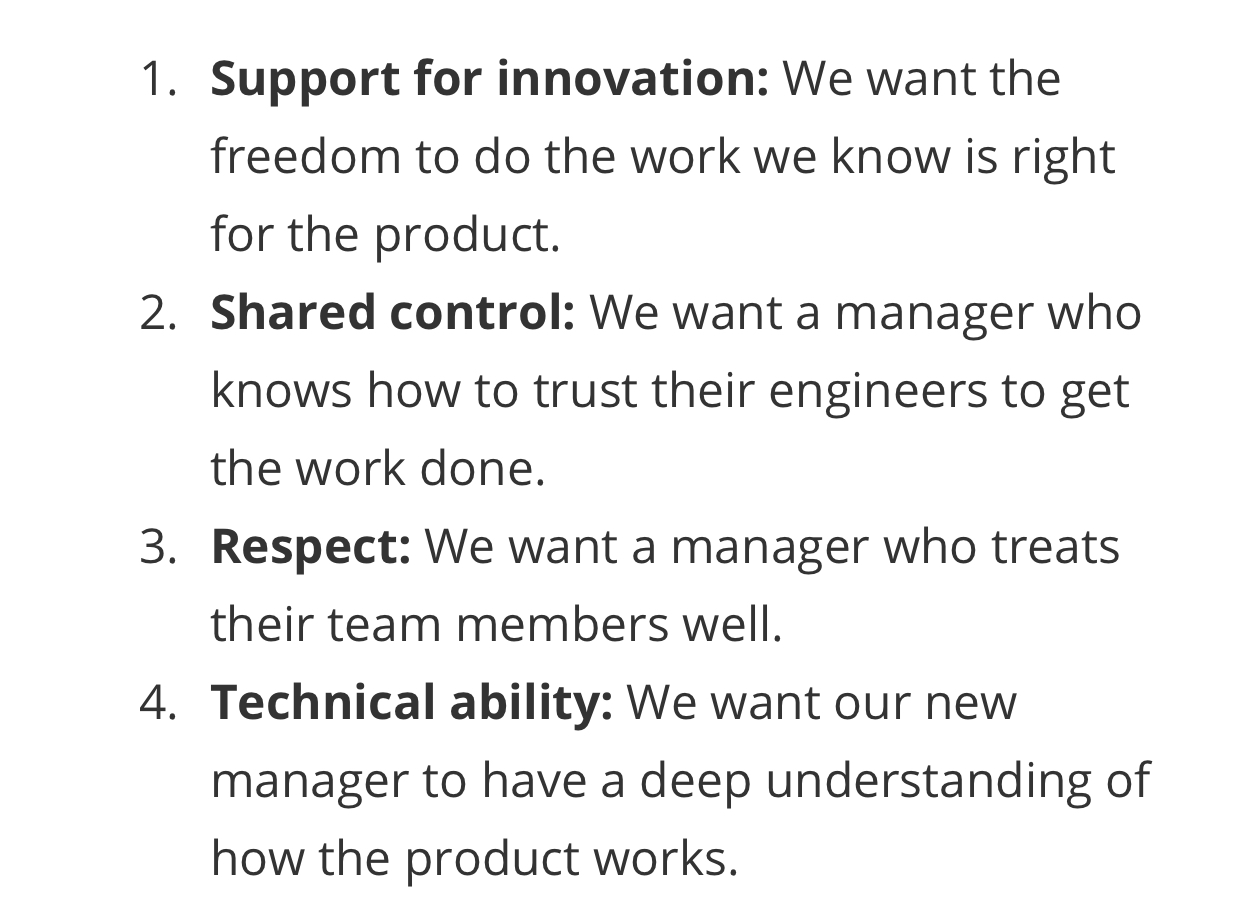 1. Support for innovation: We want the
freedom to do the work we know is right
for the product.
2. Shared control: We want a manager who
knows how to trust their engineers to get
the work done.
3. Respect: We want a manager who treats
their team members well.
4. Technical ability: We want our new
manager to have a deep understanding of
how the product works.